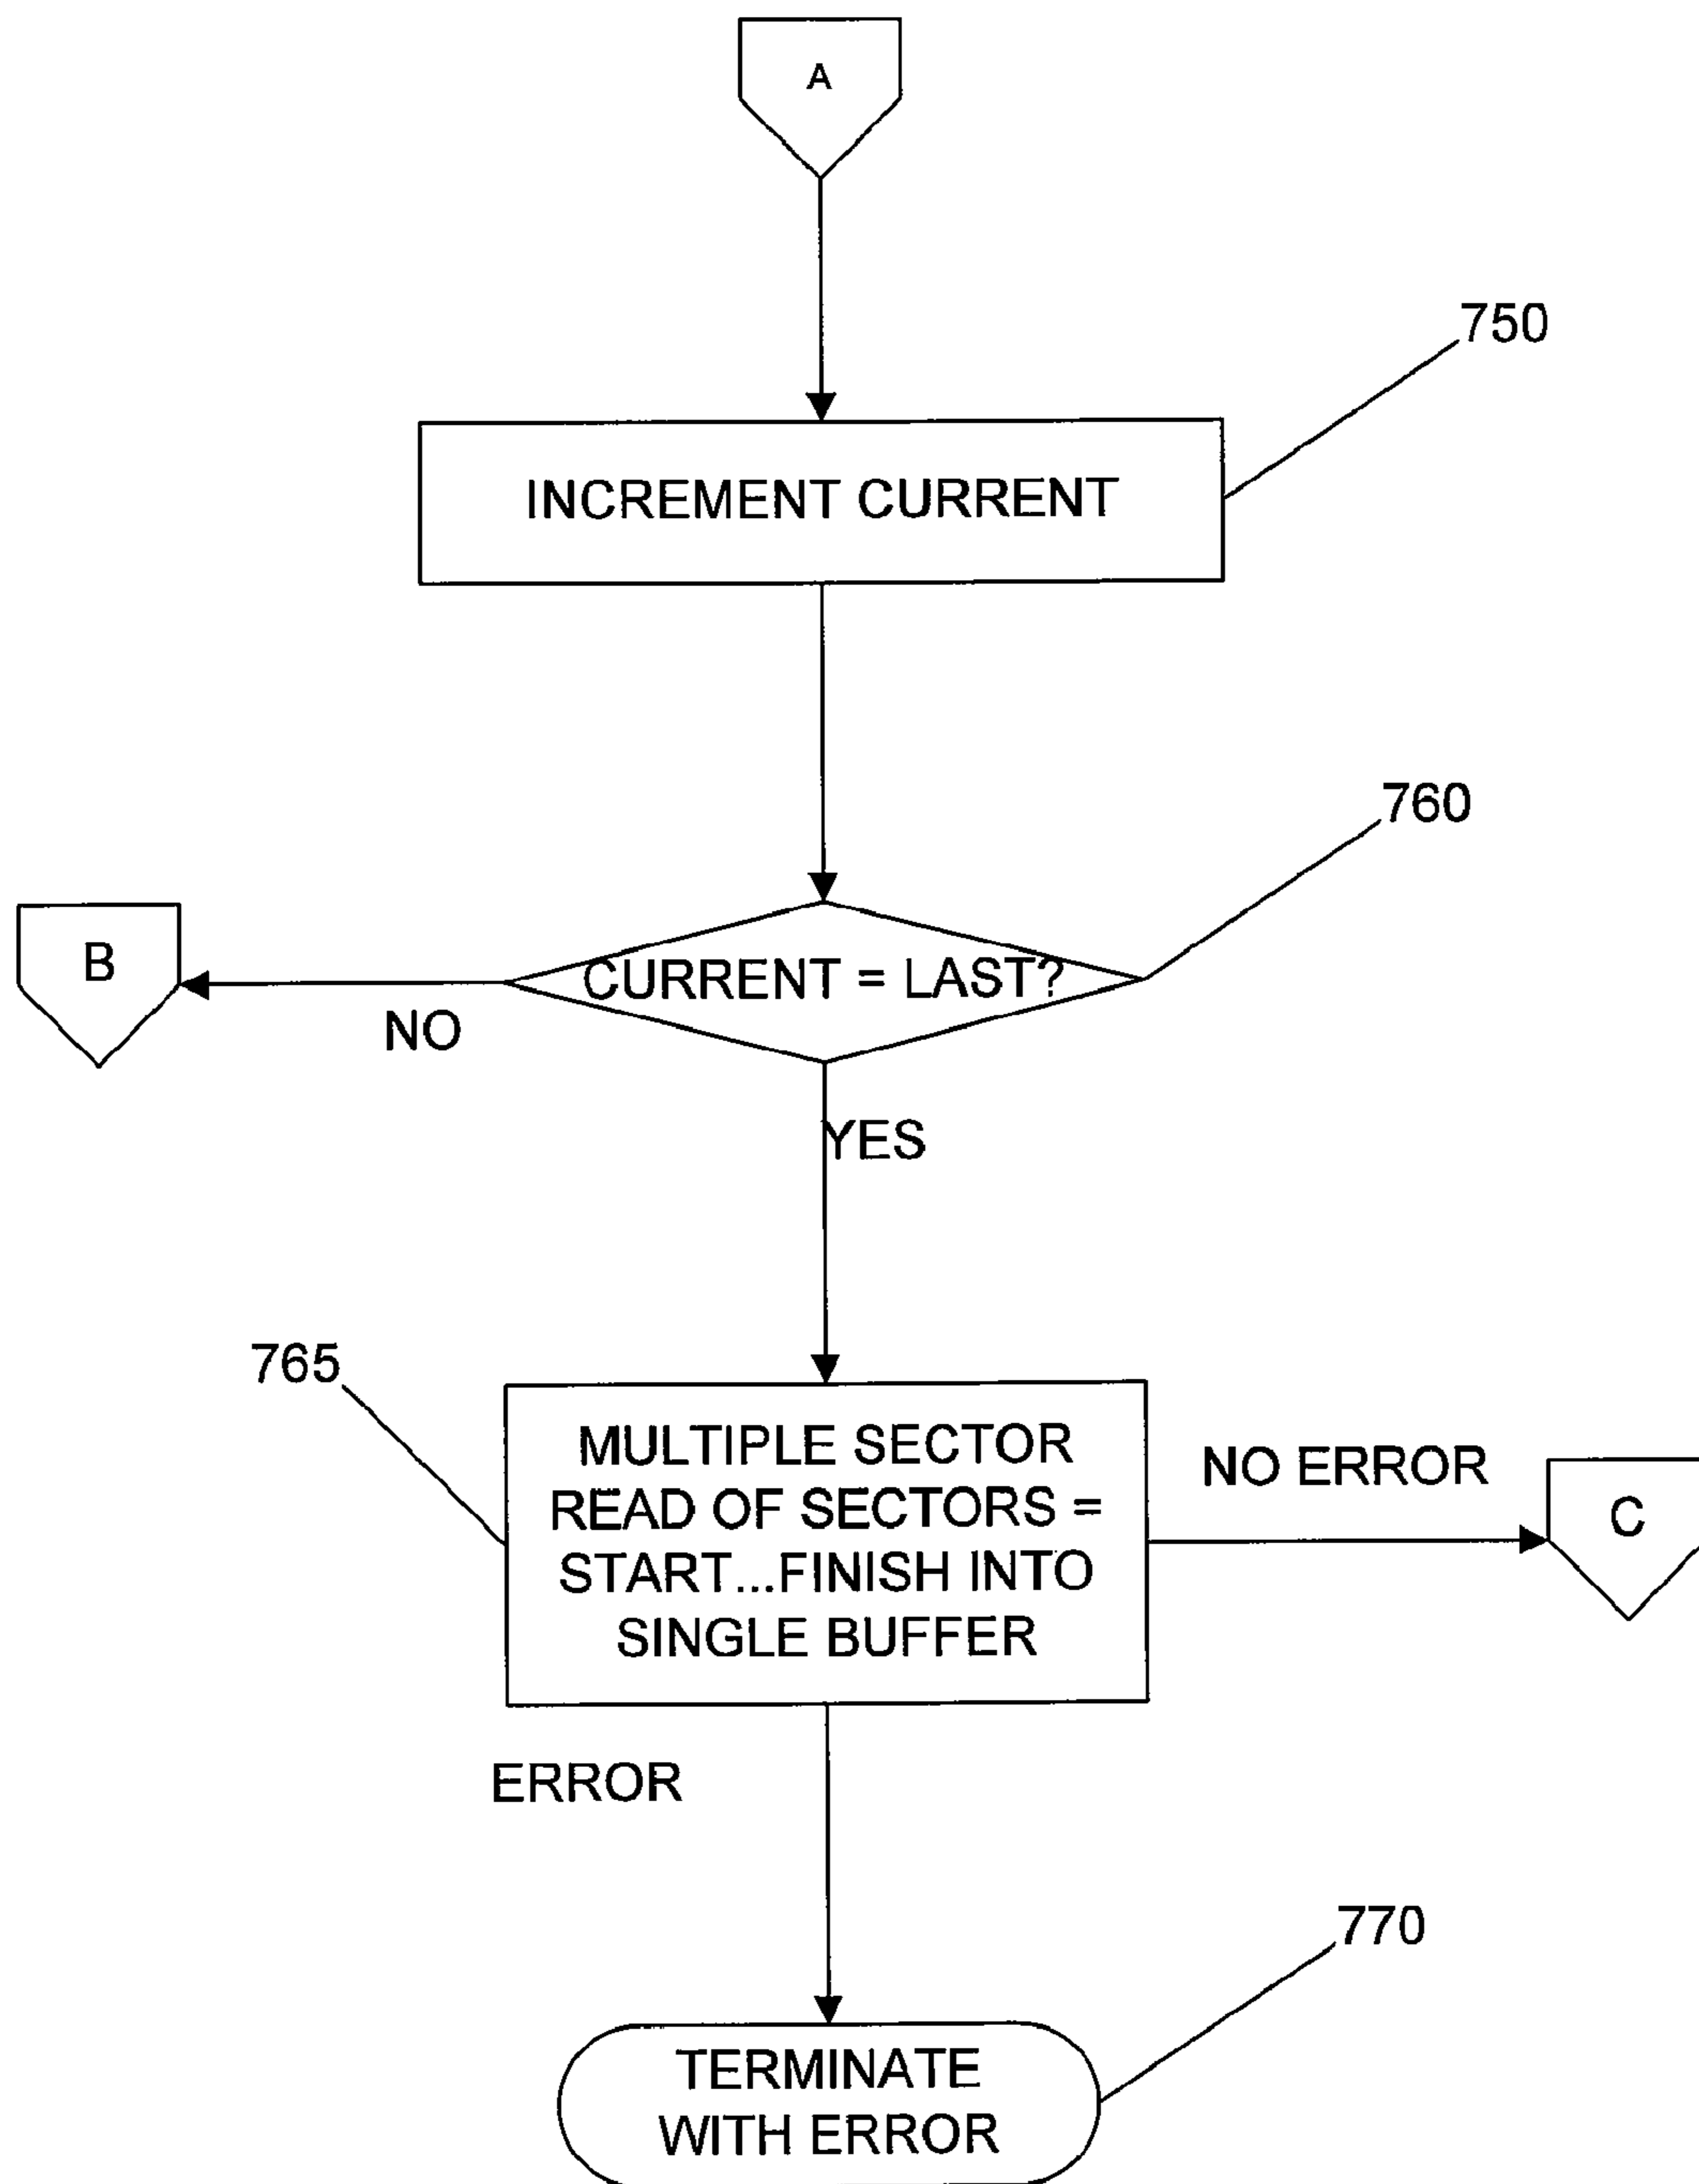 A
750
INCREMENT CURRENT
760
B
CURRENT = LAST?
NO
YES
765
MULTIPLE SECTOR
READ OF SECTORS =
START...FINISH INTO
SINGLE BUFFER
NO ERROR
C
ERROR
770
TERMINATE
WITH ERROR